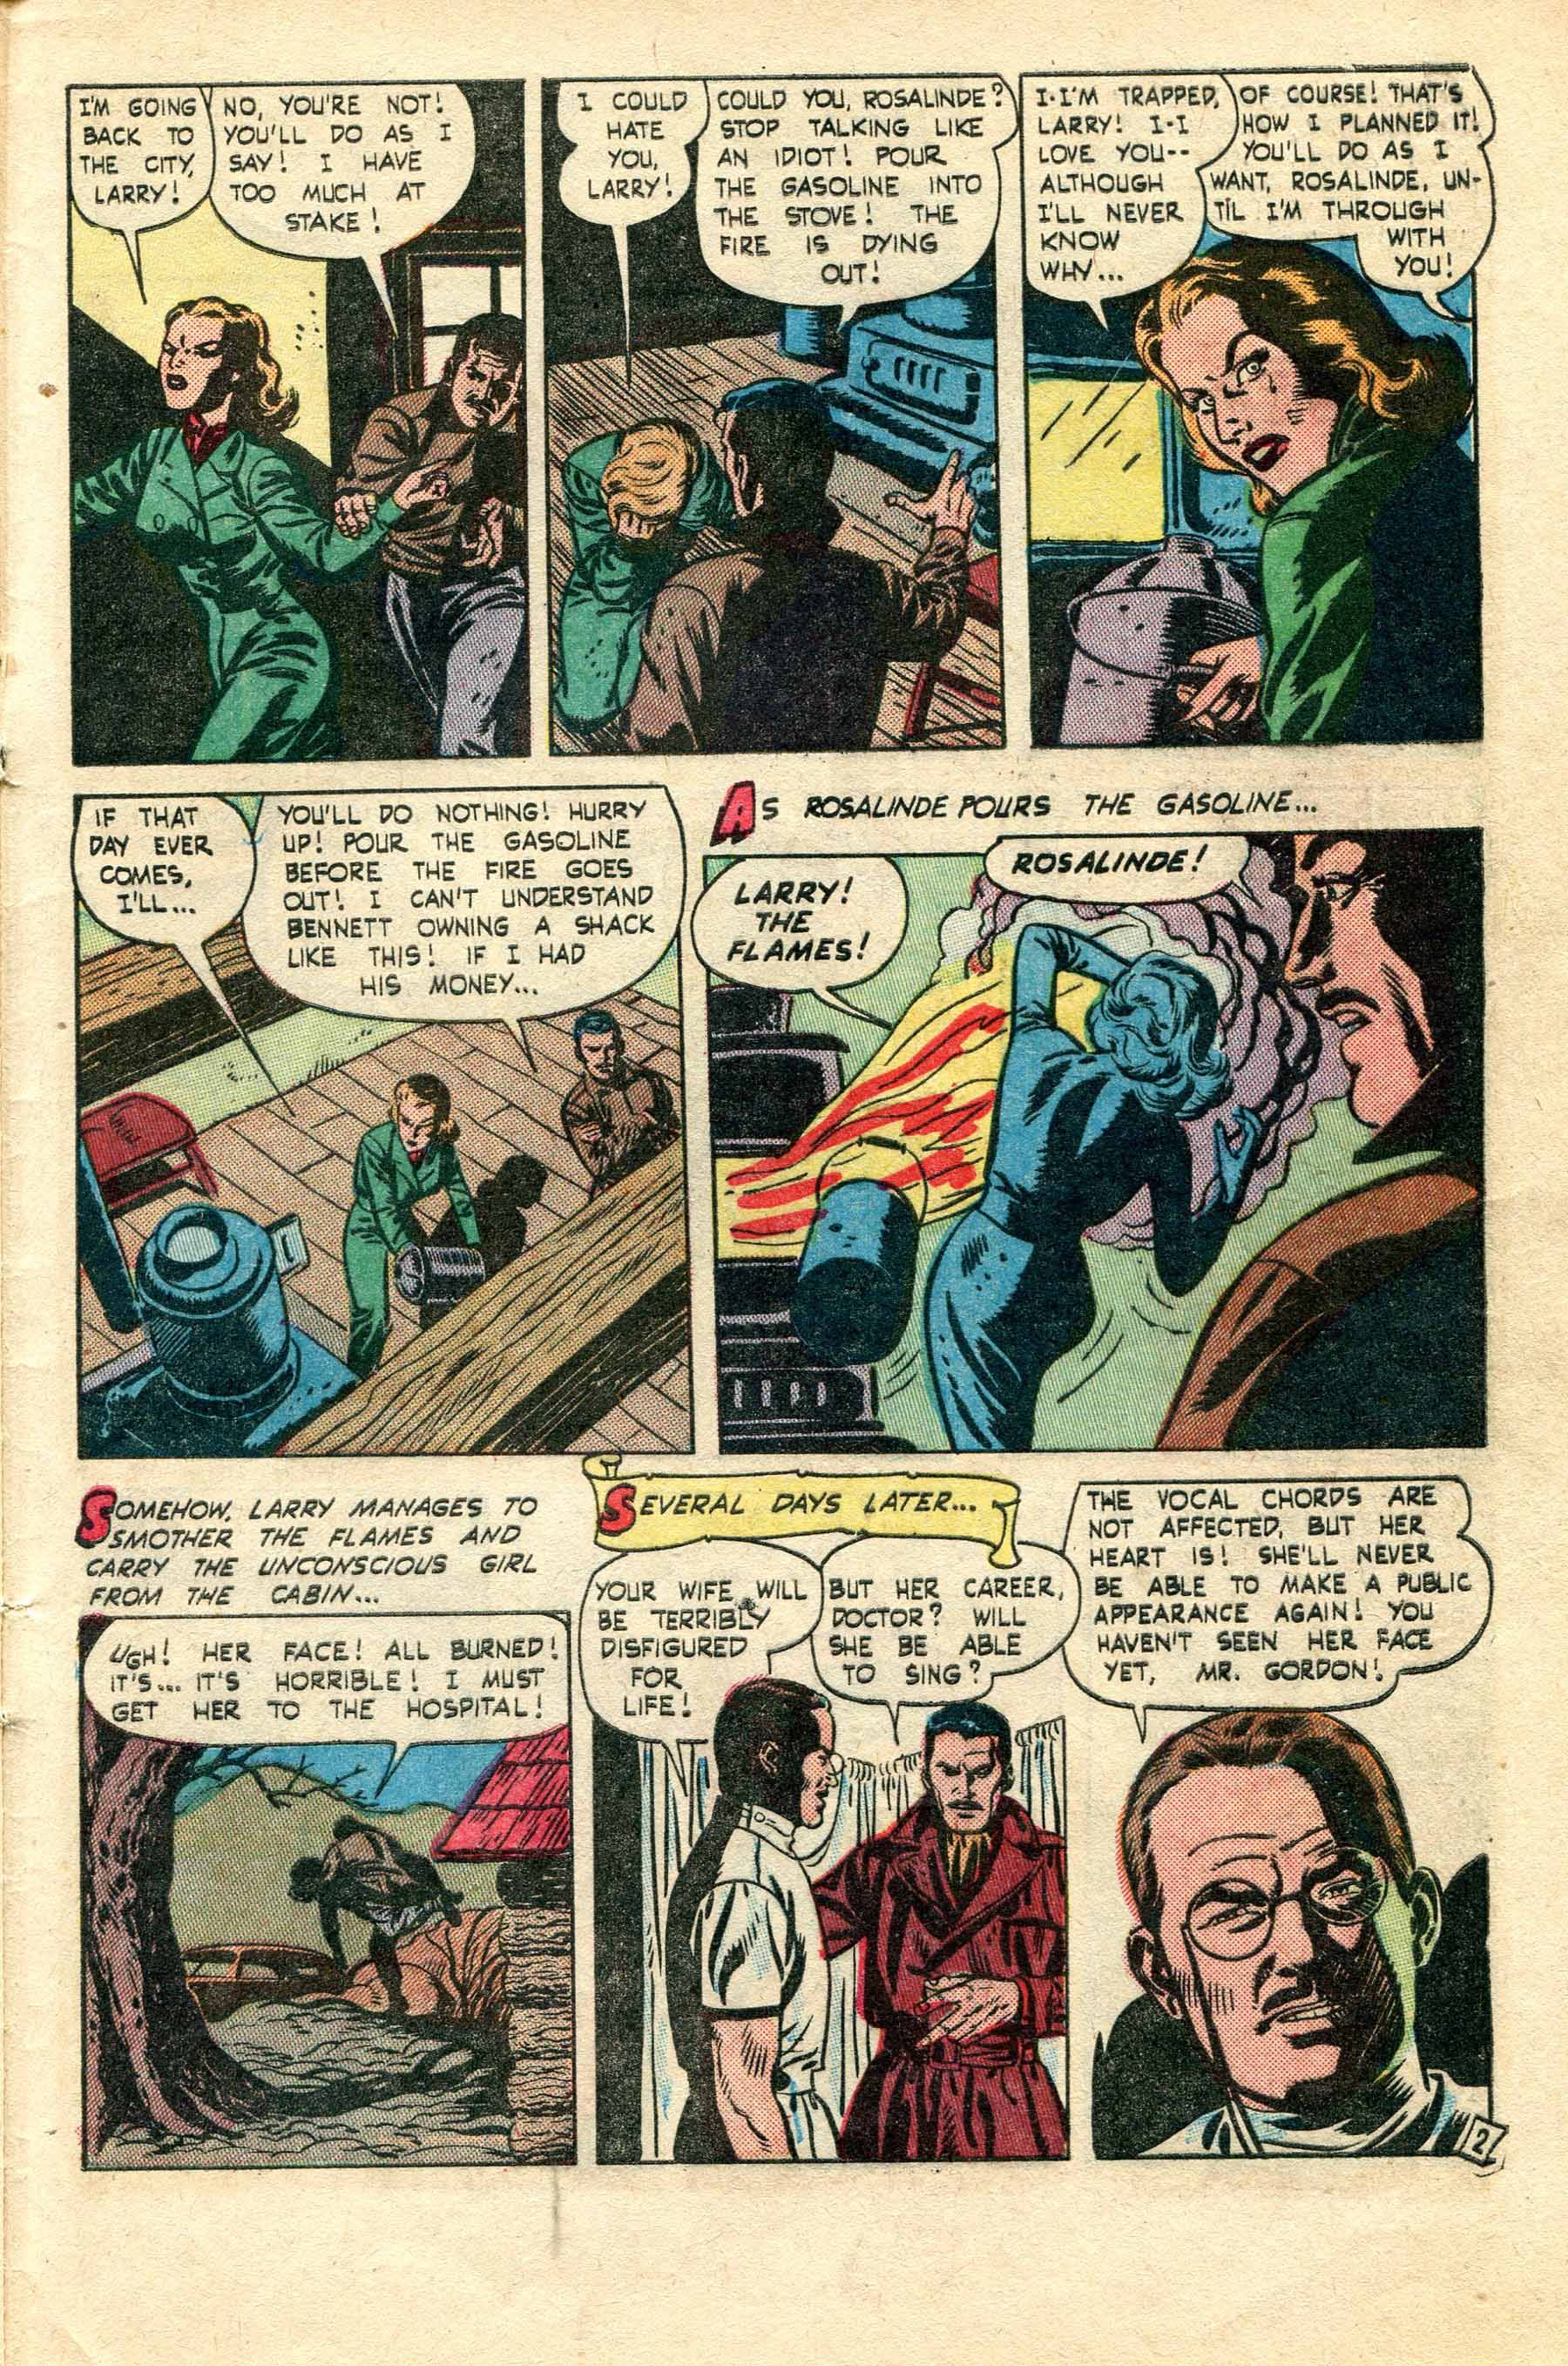 I'M GOING
BACK TO
THE CITY,
LARRY!
NO, YOU'RE NOT!
YOU'LL DO AS I
SAY! I HAVE
TOO MUCH AT
STAKE!
I COULD
HATE
YOU,
LARRY!
COULD YOU, ROSALINDE?
STOP TALKING LIKE
AN IDIOT! POUR
THE GASOLINE INTO
THE STOVE! THE
FIRE IS DYING
OUT!
I-I'M TRAPPED,
LARRY! I-I
LOVE YOU--
ALTHOUGH
I'LL NEVER
KNOW
WHY...
OF COURSE! THAT'S
HOW I PLANNED IT!
YOU'LL DO AS I
WANT, ROSALINDE, UN-
TIL I'M THROUGH
WITH
YOU!
IF THAT
DAY EVER
COMES,
I'LL...
YOU'LL DO NOTHING! HURRY
UP! POUR THE GASOLINE
BEFORE THE FIRE GOES
OUT! I CAN'T UNDERSTAND
BENNETT OWNING A SHACK
LIKE THIS! IF I HAD
HIS MONEY...
AS ROSALINDE POURS THE GASOLINE...
LARRY!
THE
FLAMES!
ROSALINDE!
SOMEHOW, LARRY MANAGES TO
SMOTHER THE FLAMES AND
CARRY THE UNCONSCIOUS GIRL
FROM THE CABIN...
UGH! HER FACE! ALL BURNED!
IT'S... IT'S HORRIBLE! I MUST
GET HER TO THE HOSPITAL!
SEVERAL DAYS LATER...
YOUR WIFE WILL
BE TERRIBLY
DISFIGURED
FOR
LIFE!
BUT HER CAREER,
DOCTOR? WILL
SHE BE ABLE
TO SING?
THE VOCAL CHORDS ARE
NOT AFFECTED, BUT HER
HEART IS! SHE'LL NEVER
BE ABLE TO MAKE A PUBLIC
APPEARANCE AGAIN! YOU
HAVEN'T SEEN HER FACE
YET, MR. GORDON!
2